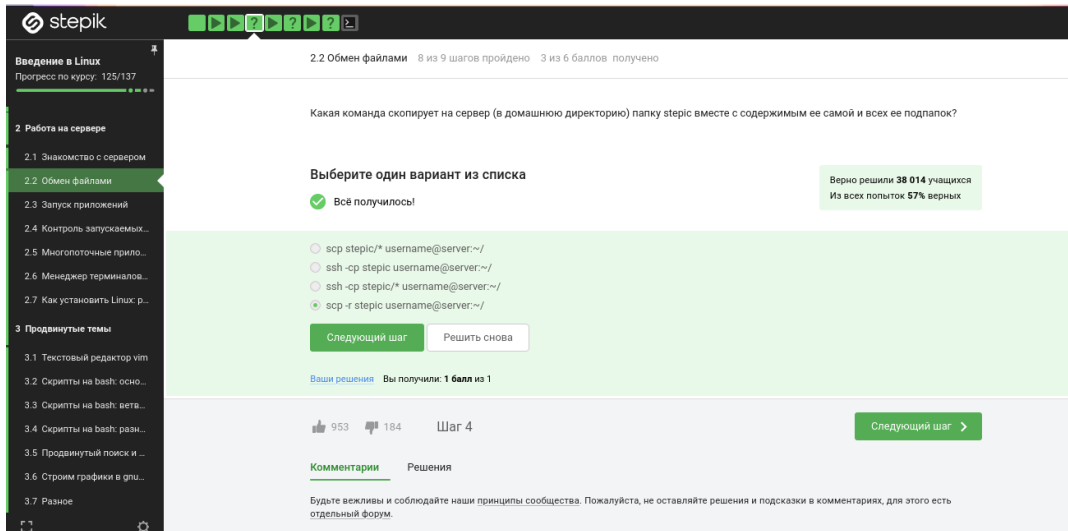 stepik
Введение в Linux
Прогресс по курсу: 125/137
2 Работа на сервере
2.1 Знакомство с сервером
2.2 Обмен файлами
2.3 Запуск приложений
2.4 Контроль запускаемых...
2.5 Многопоточные прило...
2.6 Менеджер терминалов...
2.7 Как установить Linux: р...
3 Продвинутые темы
3.1 Текстовый редактор vim
3.2 Скрипты на bash: осно...
3.3 Скрипты на bash: ветв...
3.4 Скрипты на bash: разн...
3.5 Продвинутый поиск и ...
3.6 Строим графики в gnu...
3.7 Разное
2.2 Обмен файлами 8 из 9 шагов пройдено 3 из 6 баллов получено
Какая команда скопирует на сервер (в домашнюю директорию) папку stepic вместе с содержимым ее самой и всех ее подпапок?
Выберите один вариант из списка
Всё получилось!
Верно решили 38 014 учащихся
Из всех попыток 57% верных
scp stepic/* username@server:~/
ssh -cp stepic username@server:~/
ssh -cp stepic/* username@server:~/
scp -r stepic username@server:~/
Следующий шаг Решить снова
Ваши решения Вы получили: 1 балл из 1
953 184 Шаг 4 Следующий шаг
Комментарии Решения
Будьте вежливы и соблюдайте наши принципы сообщества. Пожалуйста, не оставляйте решения и подсказки в комментариях, для этого есть
отдельный форум.